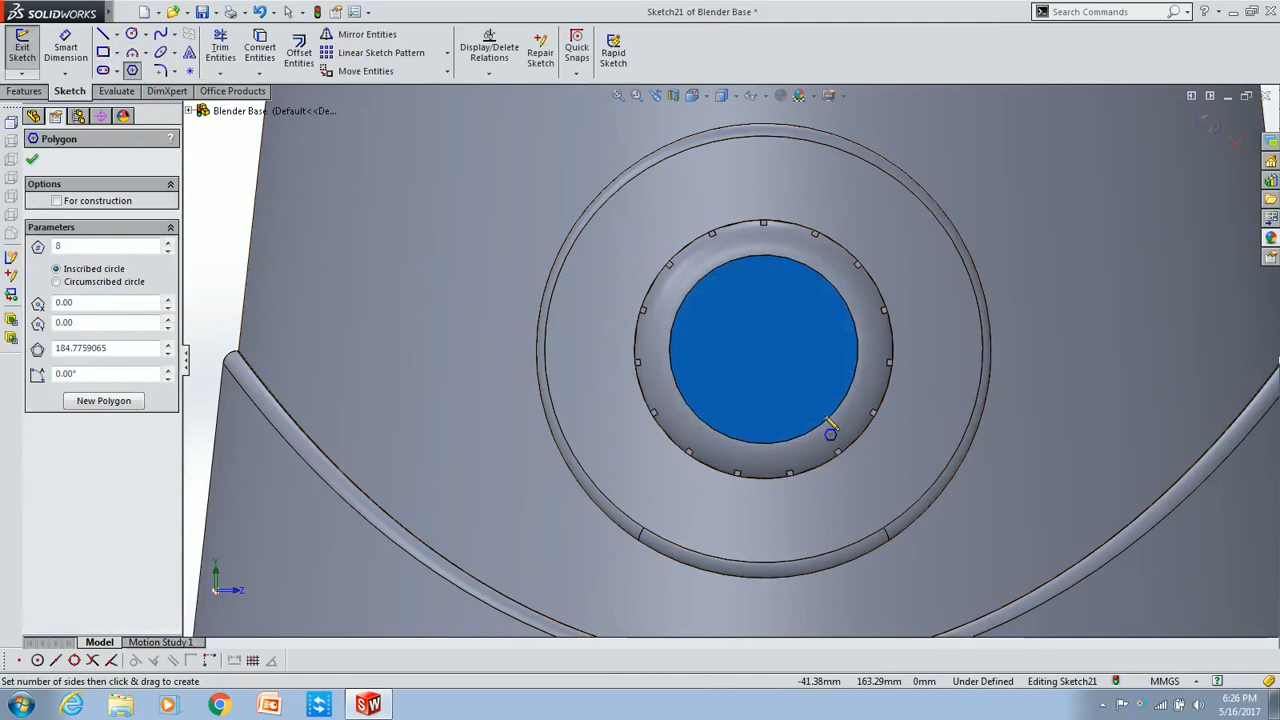 SOLIDWORKS
Sketch21 of Blender Base *
Search Commands
Exit
Sketch
Smart
Dimension
Trim
Entities
Convert
Entities
Offset
Entities
Mirror Entities
Linear Sketch Pattern
Move Entities
Display/Delete
Relations
Repair
Sketch
Quick
Snaps
Rapid
Sketch
Features
Sketch
Evaluate
DimXpert
Office Products
Blender Base (Default<<De...
Polygon
?
Options
For construction
Parameters
8
Inscribed circle
Circumscribed circle
0.00
0.00
184.7759065
0.00°
New Polygon
Y
Z
Model
Motion Study 1
Set number of sides then click & drag to create
-41.38mm
163.29mm
0mm
Under Defined
Editing Sketch21
MMGS
?
6:26 PM
5/16/2017